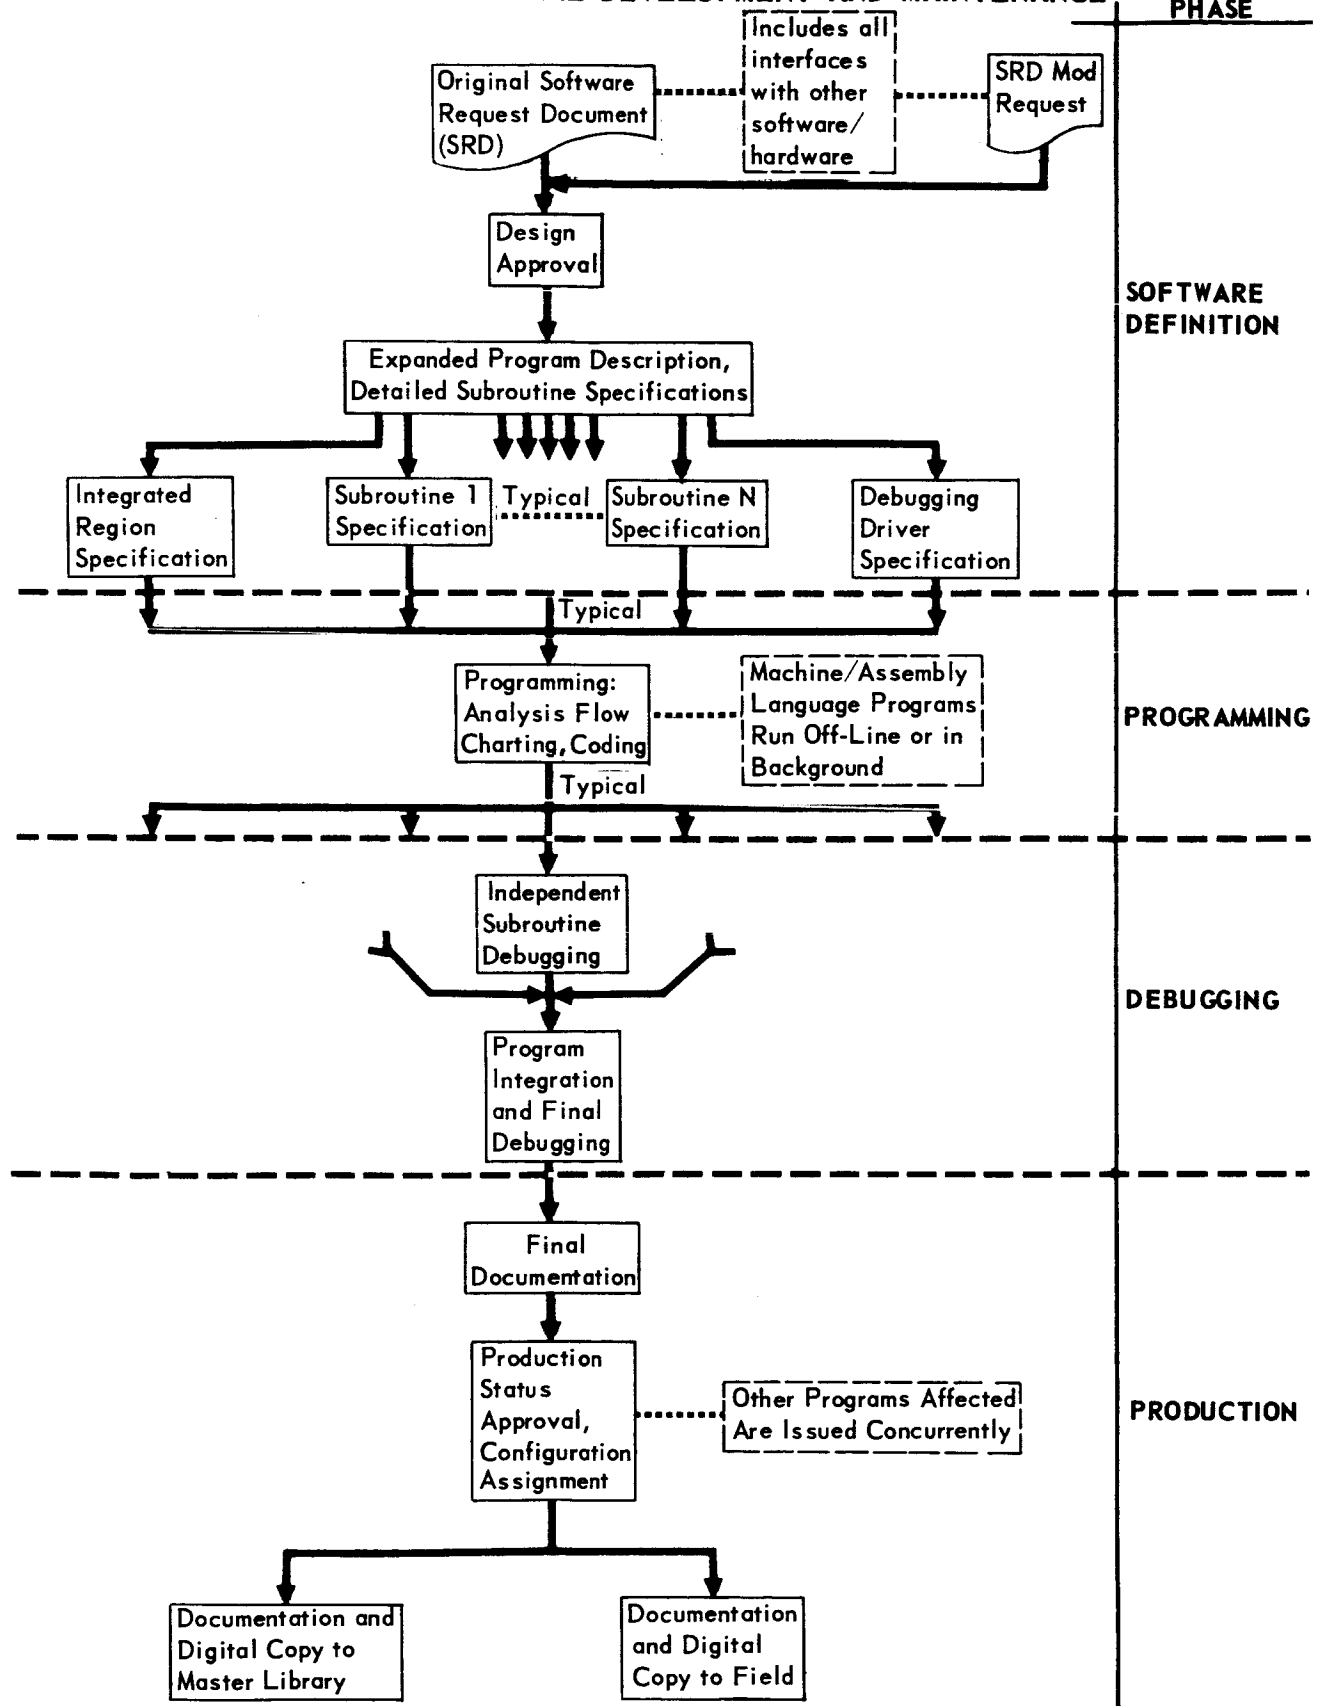 DEVELOPMENT AND MAINTENANCE
PHASE
Original Software
Request Document
(SRD)
Includes all
interfaces
with other
software/
hardware
SRD Mod
Request
Design
Approval
SOFTWARE
DEFINITION
Expanded Program Description,
Detailed Subroutine Specifications
Integrated
Region
Specification
Subroutine 1
Specification
Typical
Subroutine N
Specification
Debugging
Driver
Specification
Typical
Programming:
Analysis Flow
Charting, Coding
Machine/Assembly
Language Programs
Run Off-Line or in
Background
PROGRAMMING
Typical
Independent
Subroutine
Debugging
DEBUGGING
Program
Integration
and Final
Debugging
Final
Documentation
Production
Status
Approval,
Configuration
Assignment
Other Programs Affected
Are Issued Concurrently
PRODUCTION
Documentation and
Digital Copy to
Master Library
Documentation
and Digital
Copy to Field